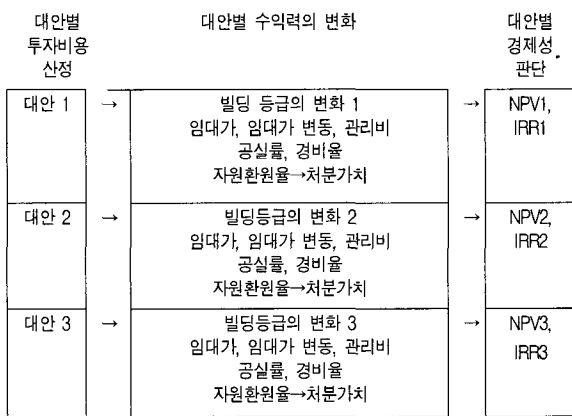 대안별 투자비용 산정
대안별 수익력의 변화
대안별 경제성 판단
대안 1 → 빌딩 등급의 변화 1 → NPV1,
임대가, 임대가 변동, 관리비 IRR1
공실률, 경비율
자원환원율→처분가치
대안 2 → 빌딩등급의 변화 2 → NPV2,
임대가, 임대가 변동, 관리비 IRR2
공실률, 경비율
자원환원율→처분가치
대안 3 → 빌딩등급의 변화 3 → NPV3,
임대가, 임대가 변동, 관리비 IRR3
공실률, 경비율
자원환원율→처분가치